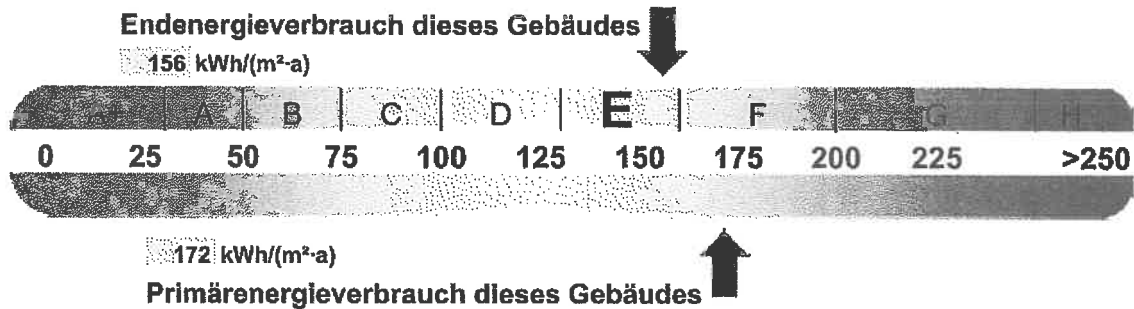 Endenergieverbrauch dieses Gebäudes
156 kWh/(m²·a)
A B C D E F G H
0 25 50 75 100 125 150 175 200 225 >250
172 kWh/(m²·a)
Primärenergieverbrauch dieses Gebäudes